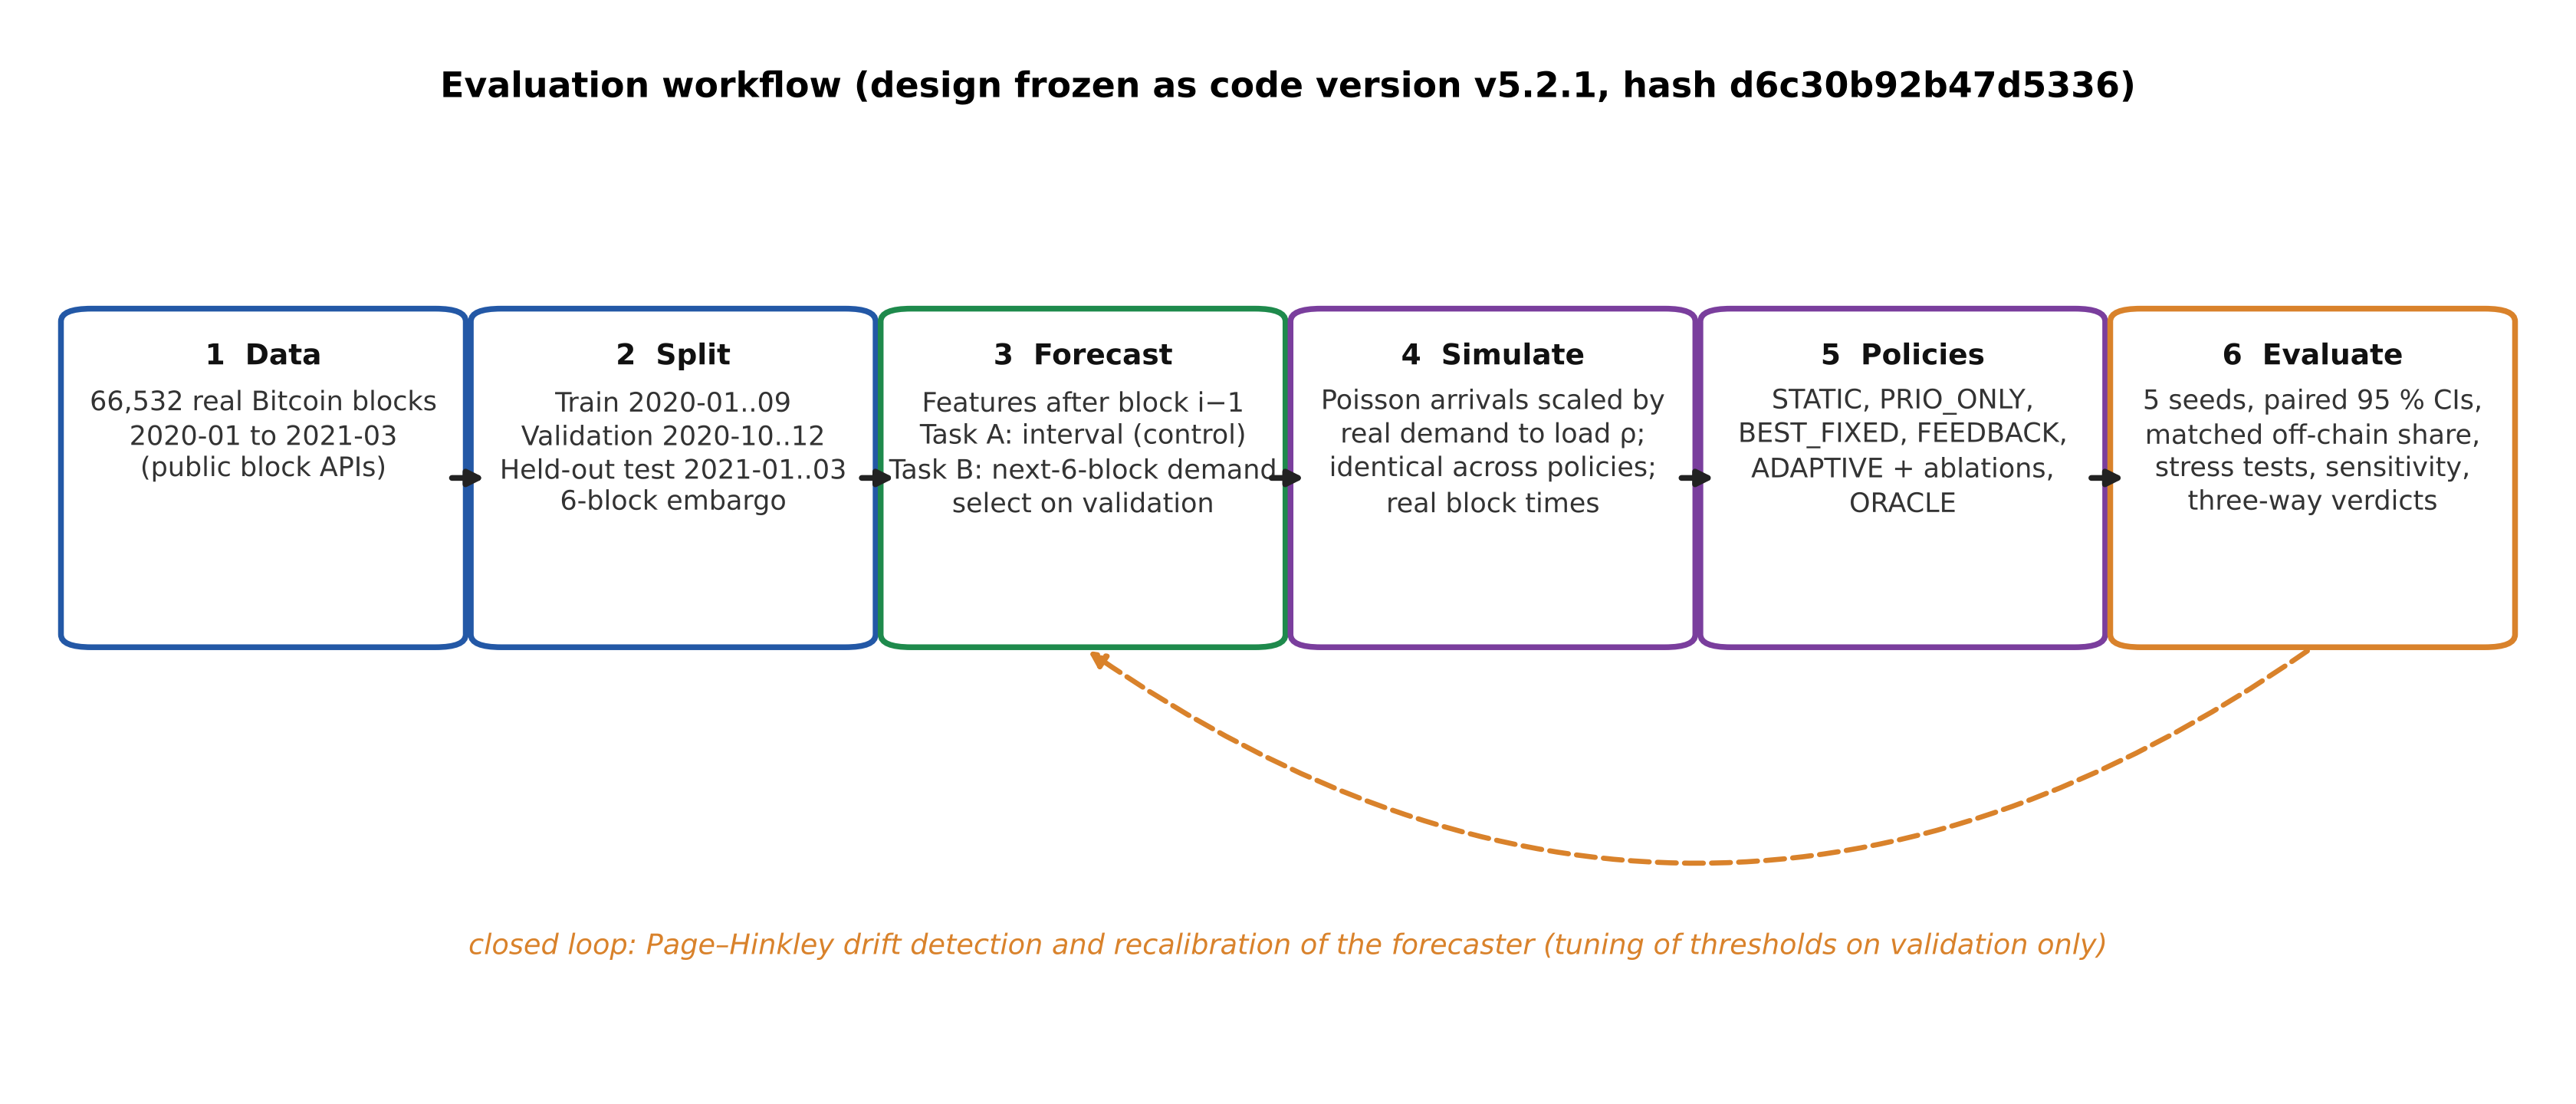 Evaluation workflow (design frozen as code version v5.2.1, hash d6c30b92b47d5336)
1 Data
66,532 real Bitcoin blocks
2020-01 to 2021-03
(public block APIs)
2 Split
Train 2020-01..09
Validation 2020-10..12
Held-out test 2021-01..03
6-block embargo
3 Forecast
Features after block i−1
Task A: interval (control)
Task B: next-6-block demand
select on validation
4 Simulate
Poisson arrivals scaled by
real demand to load ρ;
identical across policies;
real block times
5 Policies
STATIC, PRIO_ONLY,
BEST_FIXED, FEEDBACK,
ADAPTIVE + ablations,
ORACLE
6 Evaluate
5 seeds, paired 95 % CIs,
matched off-chain share,
stress tests, sensitivity,
three-way verdicts
closed loop: Page–Hinkley drift detection and recalibration of the forecaster (tuning of thresholds on validation only)